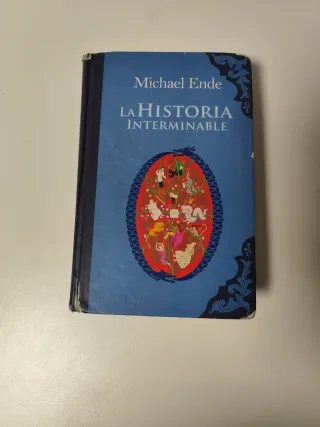 Michael Ende
LA HISTORIA
INTERMINABLE